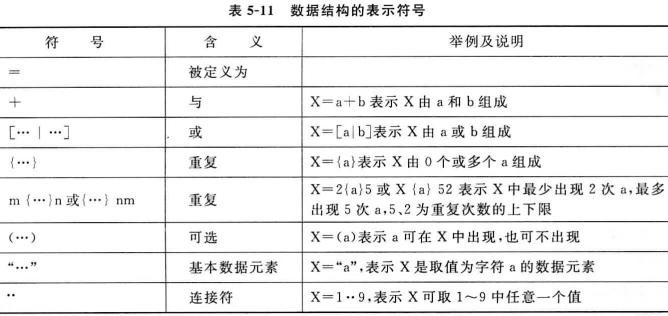 表 5-11 数据结构的表示符号
符 号 含 义 举例及说明
= 被定义为
+ 与 X=a+b 表示 X 由 a 和 b 组成
[…|…] 或 X=[a|b]表示 X 由 a 或 b 组成
{…} 重复 X={a}表示 X 由 0 个或多个 a 组成
m {…}n 或{…} nm 重复 X=2{a}5 或 X {a} 52 表示 X 中最少出现 2 次 a,最多
出现 5 次 a,5、2 为重复次数的上下限
(…) 可选 X=(a)表示 a 可在 X 中出现,也可不出现
“…” 基本数据元素 X=“a”,表示 X 是取值为字符 a 的数据元素
·· 连接符 X=1··9,表示 X 可取 1～9 中任意一个值